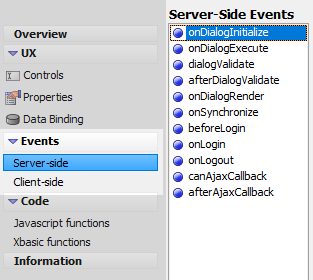 Overview
UX
Controls
Properties
Data Binding
Events
Server-side
Client-side
Code
Javascript functions
Xbasic functions
Information
Server-Side Events
onDialogInitialize
onDialogExecute
dialogValidate
afterDialogValidate
onDialogRender
onSynchronize
beforeLogin
onLogin
onLogout
canAjaxCallback
afterAjaxCallback